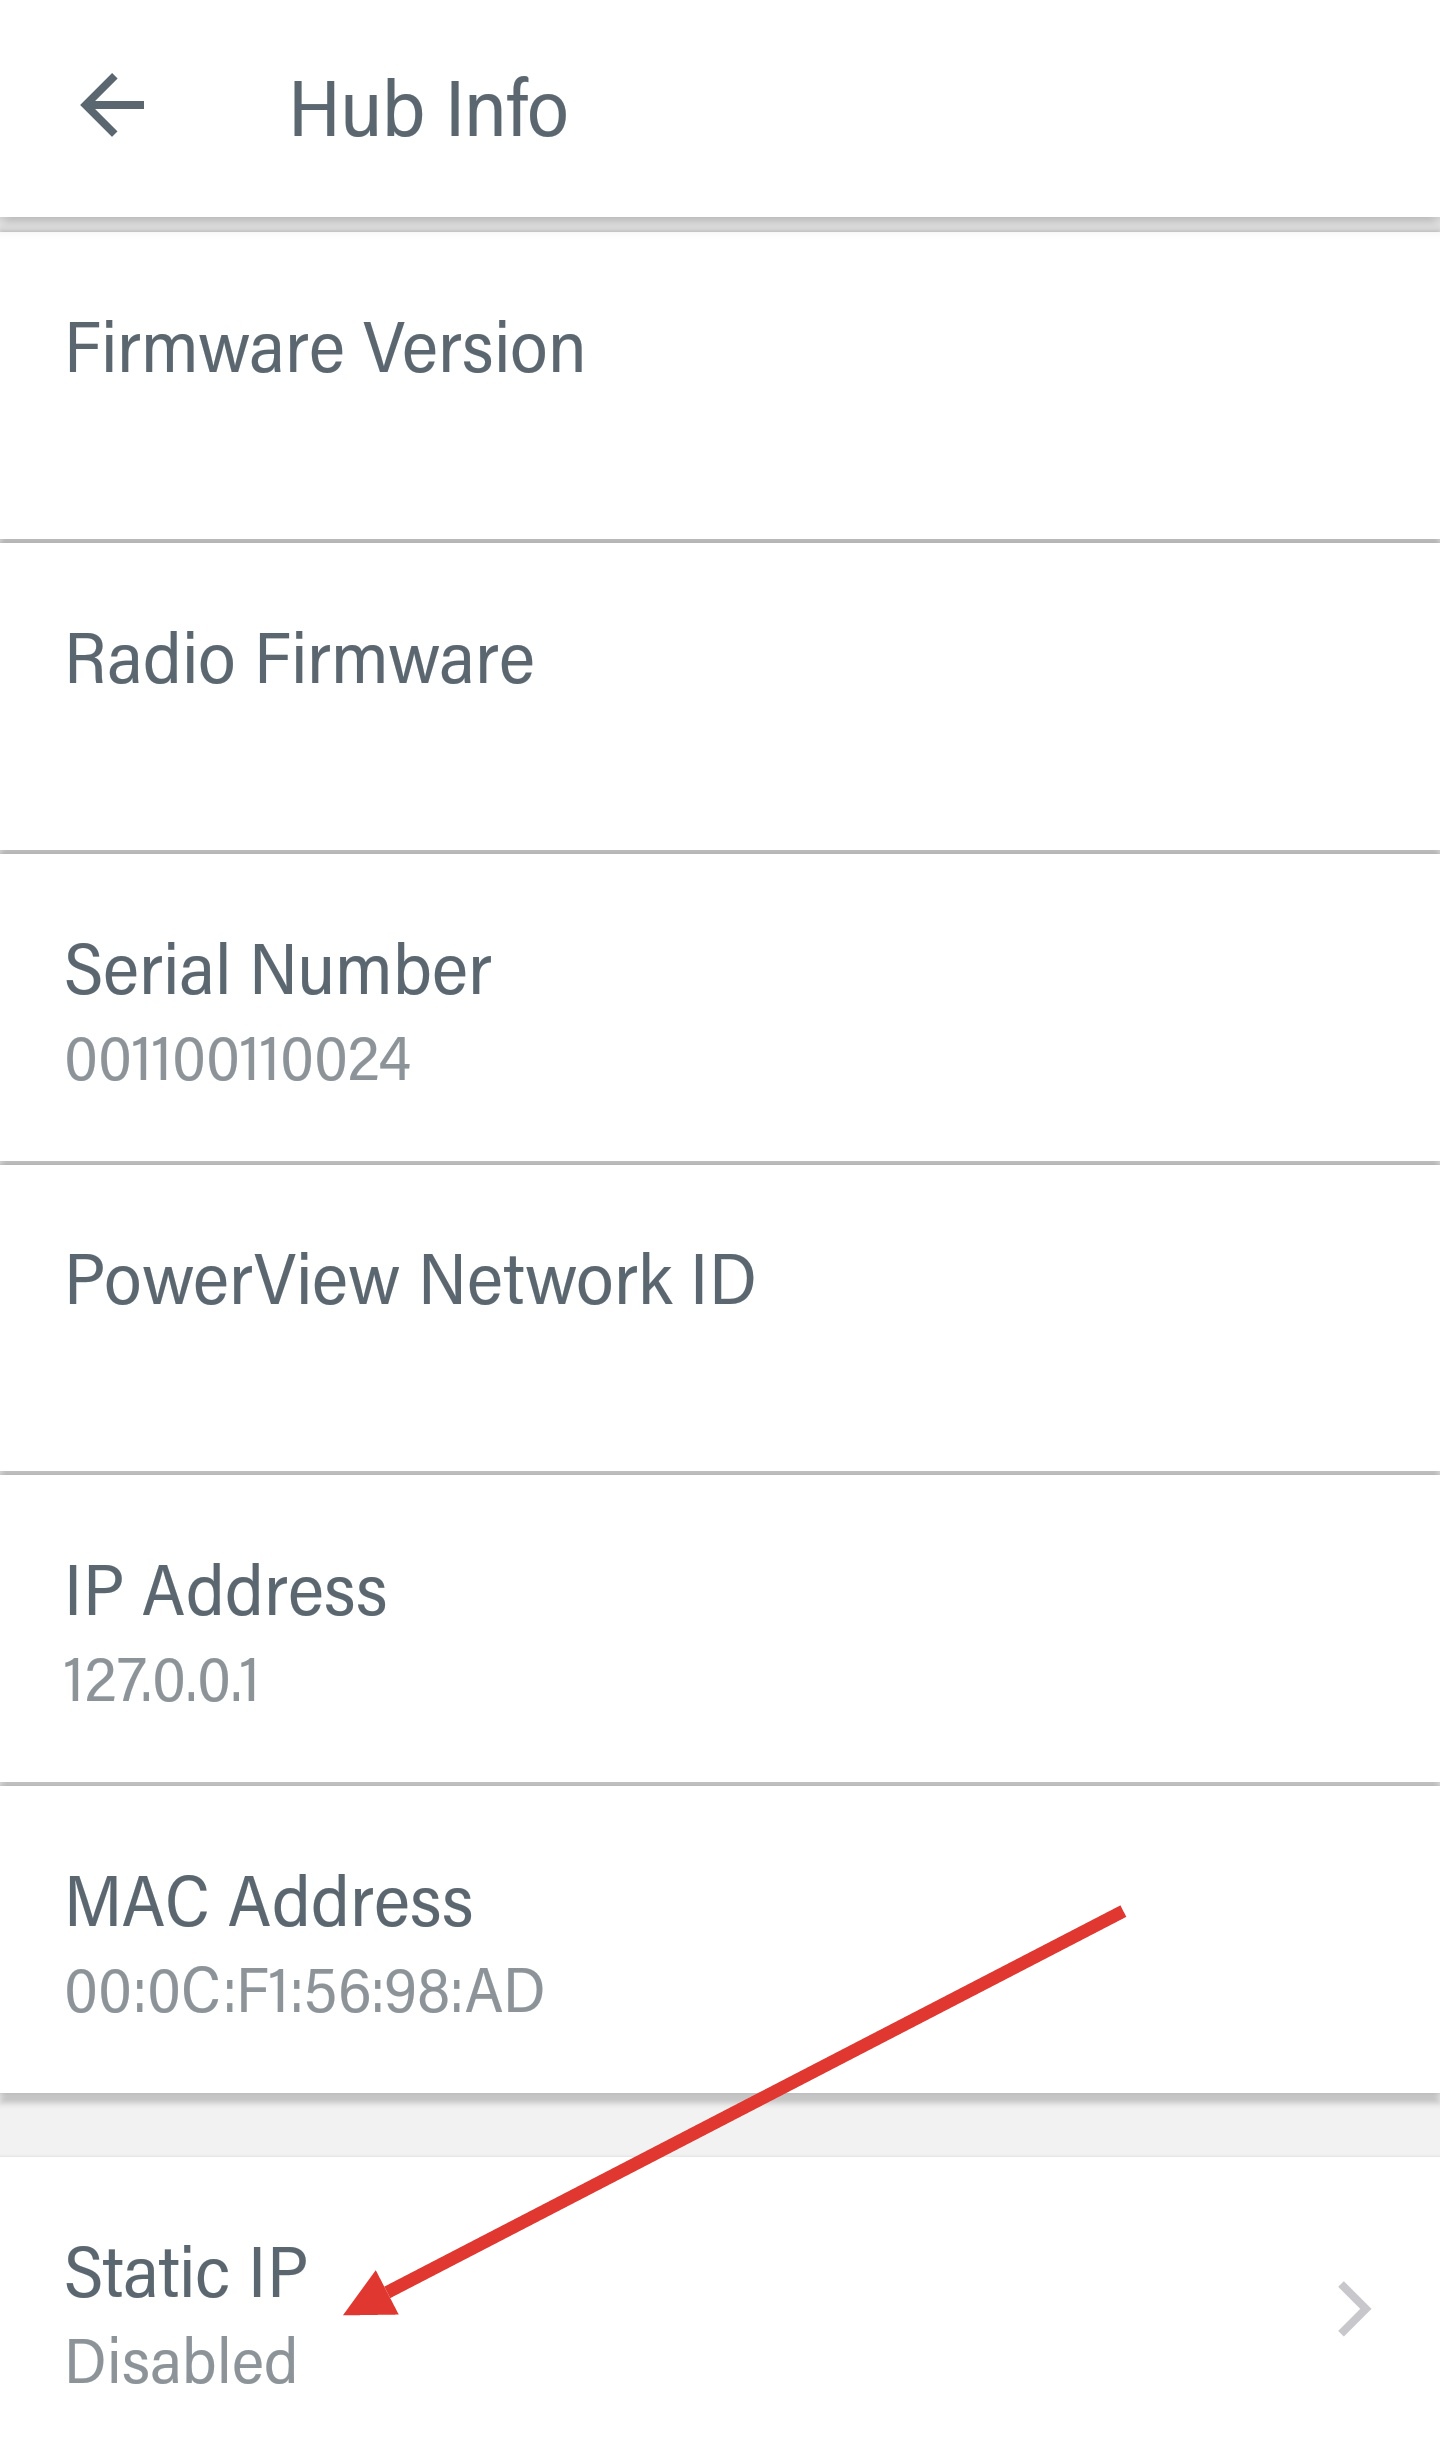 Hub Info
Firmware Version
Radio Firmware
Serial Number
001100110024
PowerView Network ID
IP Address
127.0.0.1
MAC Address
00:0C:F1:56:98:AD
Static IP
Disabled